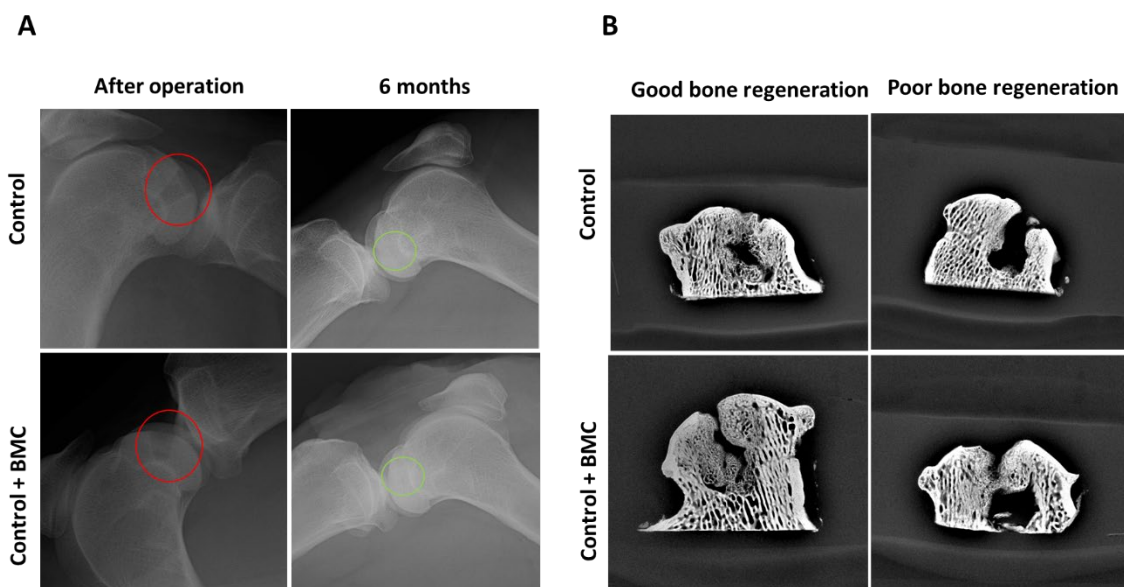 A
B
After operation
6 months
Good bone regeneration
Poor bone regeneration
Control
Control
Control + BMC
Control + BMC